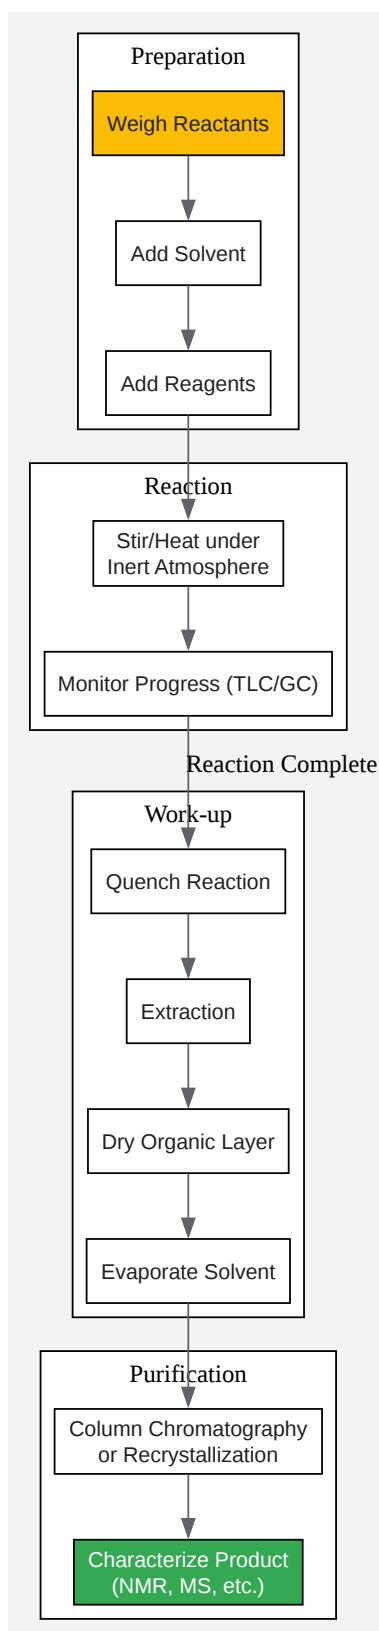 Preparation
Weigh Reactants
Add Solvent
Add Reagents
Reaction
Stir/Heat under
Inert Atmosphere
Monitor Progress (TLC/GC)
Reaction Complete
Work-up
Quench Reaction
Extraction
Dry Organic Layer
Evaporate Solvent
Purification
Column Chromatography
or Recrystallization
Characterize Product
(NMR, MS, etc.)